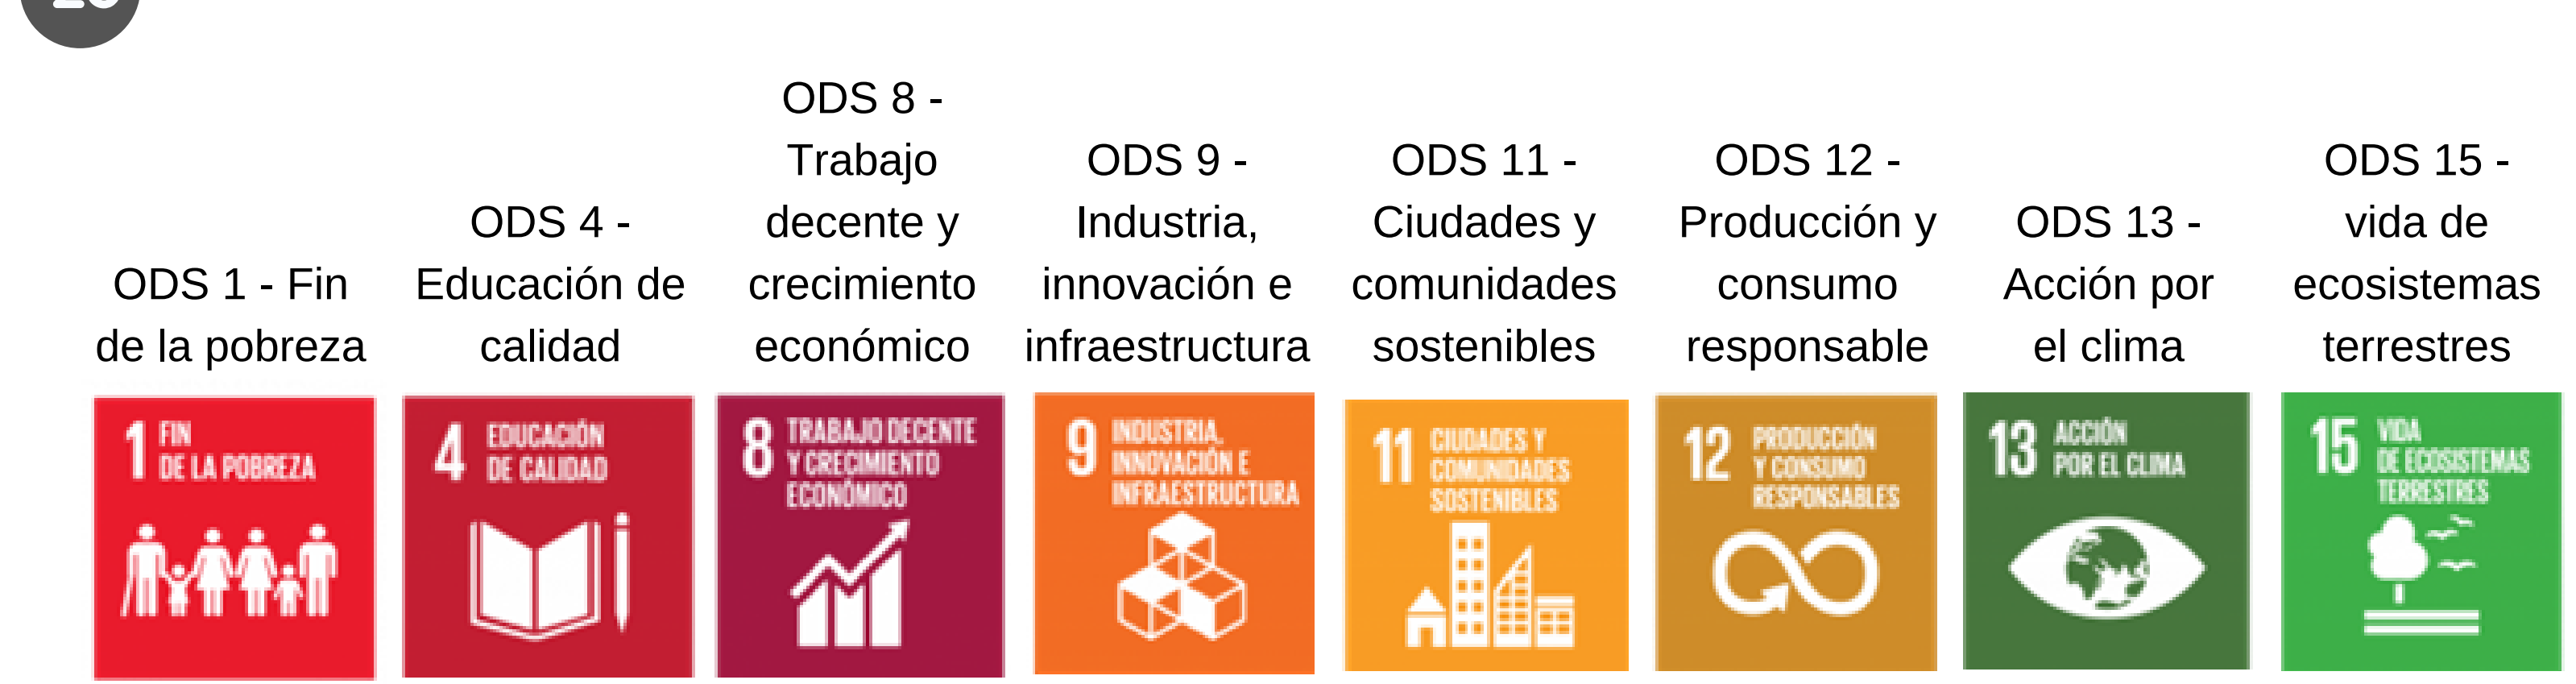 ODS 1 - Fin
de la pobreza
ODS 4 -
Educación de
calidad
ODS 8 -
Trabajo
decente y
crecimiento
económico
ODS 9 -
Industria,
innovación e
infraestructura
ODS 11 -
Ciudades y
comunidades
sostenibles
ODS 12 -
Producción y
consumo
responsable
ODS 13 -
Acción por
el clima
ODS 15 -
vida de
ecosistemas
terrestres
1 FIN
DE LA POBREZA
4 EDUCACIÓN
DE CALIDAD
8 TRABAJO DECENTE
Y CRECIMIENTO
ECONÓMICO
9 INDUSTRIA,
INNOVACIÓN E
INFRAESTRUCTURA
11 CIUDADES Y
COMUNIDADES
SOSTENIBLES
12 PRODUCCIÓN
Y CONSUMO
RESPONSABLES
13 ACCIÓN
POR EL CLIMA
15 VIDA
DE ECOSISTEMAS
TERRESTRES